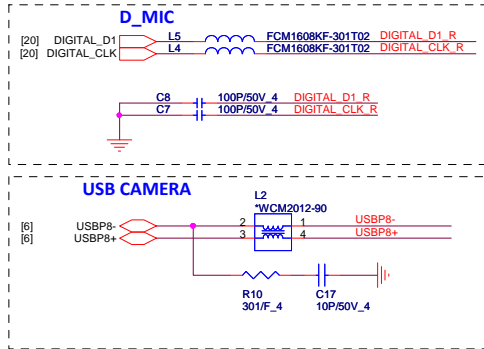 D_MIC
[20] DIGITAL_D1 L5 FCM1608KF-301T02 DIGITAL_D1_R
[20] DIGITAL_CLK L4 FCM1608KF-301T02 DIGITAL_CLK_R
C8 100P/50V_4 DIGITAL_D1_R
C7 100P/50V_4 DIGITAL_CLK_R
USB CAMERA
L2
*WCM2012-90
[6] USBP8- 2 1 USBP8-
[6] USBP8+ 3 4 USBP8+
R10 C17
301/F_4 10P/50V_4